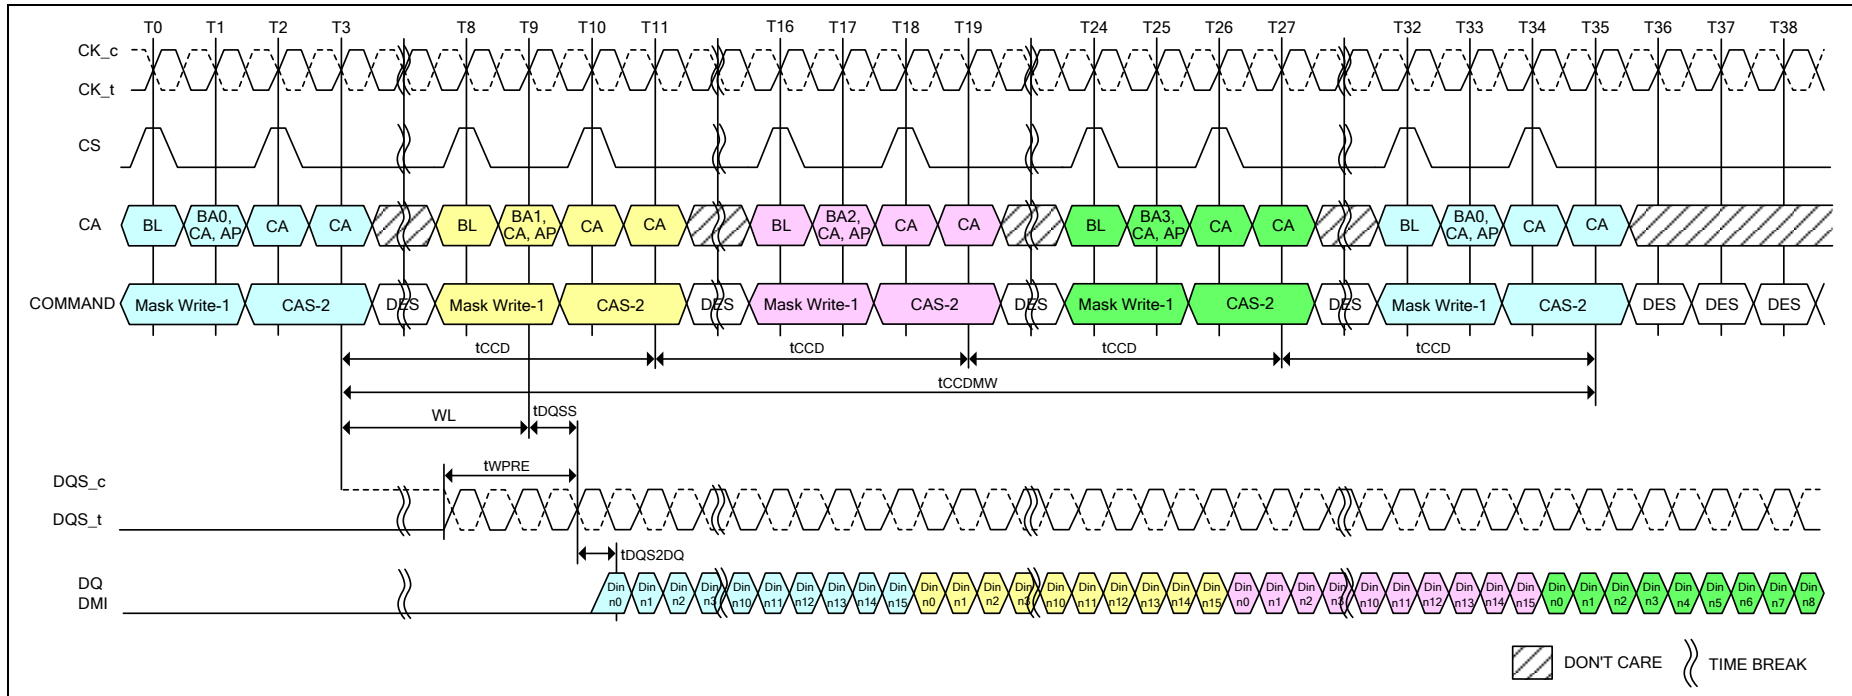 T0 T1 T2 T3 T8 T9 T10 T11 T16 T17 T18 T19 T24 T25 T26 T27 T32 T33 T34 T35 T36 T37 T38
CK_c
CK_t
CS
CA
BL BA0, CA CA BL BA1, CA CA BL BA2, CA CA BL BA3, CA CA BL BA0, CA CA
CA, AP CA, AP CA, AP CA, AP CA, AP
COMMAND Mask Write-1 CAS-2 DES Mask Write-1 CAS-2 DES Mask Write-1 CAS-2 DES Mask Write-1 CAS-2 DES Mask Write-1 CAS-2 DES DES DES
tCCD tCCD tCCD tCCD
tCCDMW
WL tDQSS
tWPRE
DQS_c
DQS_t
tDQS2DQ
DQ
DMI
Din Din Din Din Din Din Din Din Din Din Din Din Din Din Din Din Din Din Din Din Din Din Din Din Din Din Din Din Din Din Din Din Din Din Din Din Din Din Din
n0 n1 n2 n3 n10 n11 n12 n13 n14 n15 n0 n1 n2 n3 n10 n11 n12 n13 n14 n15 n0 n1 n2 n3 n10 n11 n12 n13 n14 n15 n0 n1 n2 n3 n4 n5 n6 n7 n8
DON'T CARE TIME BREAK